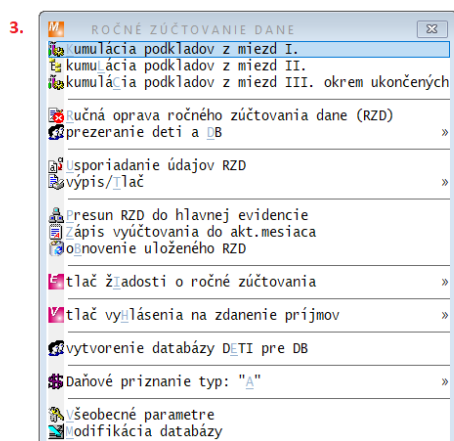 3.
ROČNÉ ZÚČTOVANIE DANE
Kumulácia podkladov z miezd I.
kumuLácia podkladov z miezd II.
kumuláCia podkladov z miezd III. okrem ukončených
Ručná oprava ročného zúčtovania dane (RZD)
prezeranie deti a DB »
Usporiadanie údajov RZD
výpis/Tlač »
Presun RZD do hlavnej evidencie
Zápis vyúčtovania do akt.mesiaca
oBnovenie uloženého RZD
tlač žIadosti o ročné zúčtovania »
tlač vyHlásenia na zdanenie príjmov »
vytvorenie databázy DETI pre DB
Daňové priznanie typ: "A" »
Všeobecné parametre
Modifikácia databázy